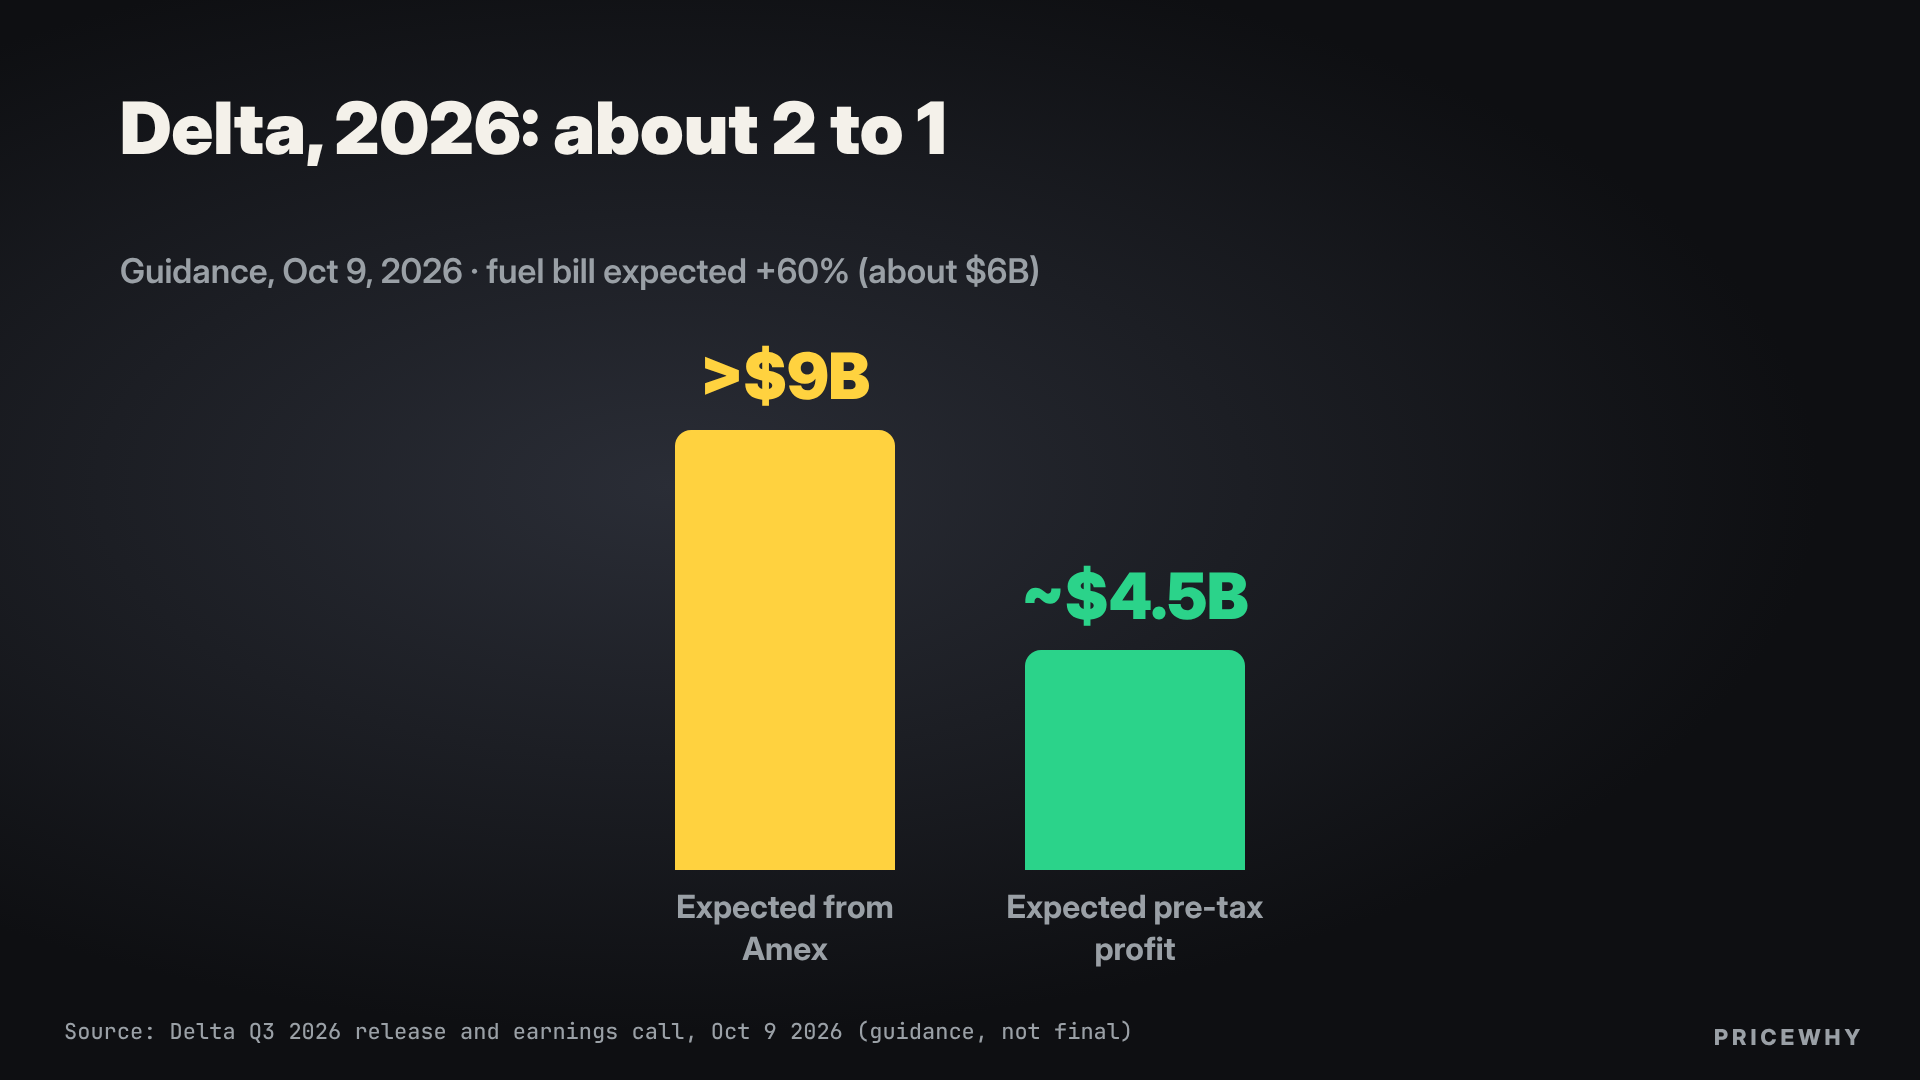 Delta, 2026: about 2 to 1
Guidance, Oct 9, 2026 · fuel bill expected +60% (about $6B)
>$9B
~$4.5B
Expected from
Amex
Expected pre-tax
profit
Source: Delta Q3 2026 release and earnings call, Oct 9 2026 (guidance, not final)
PRICEWHY